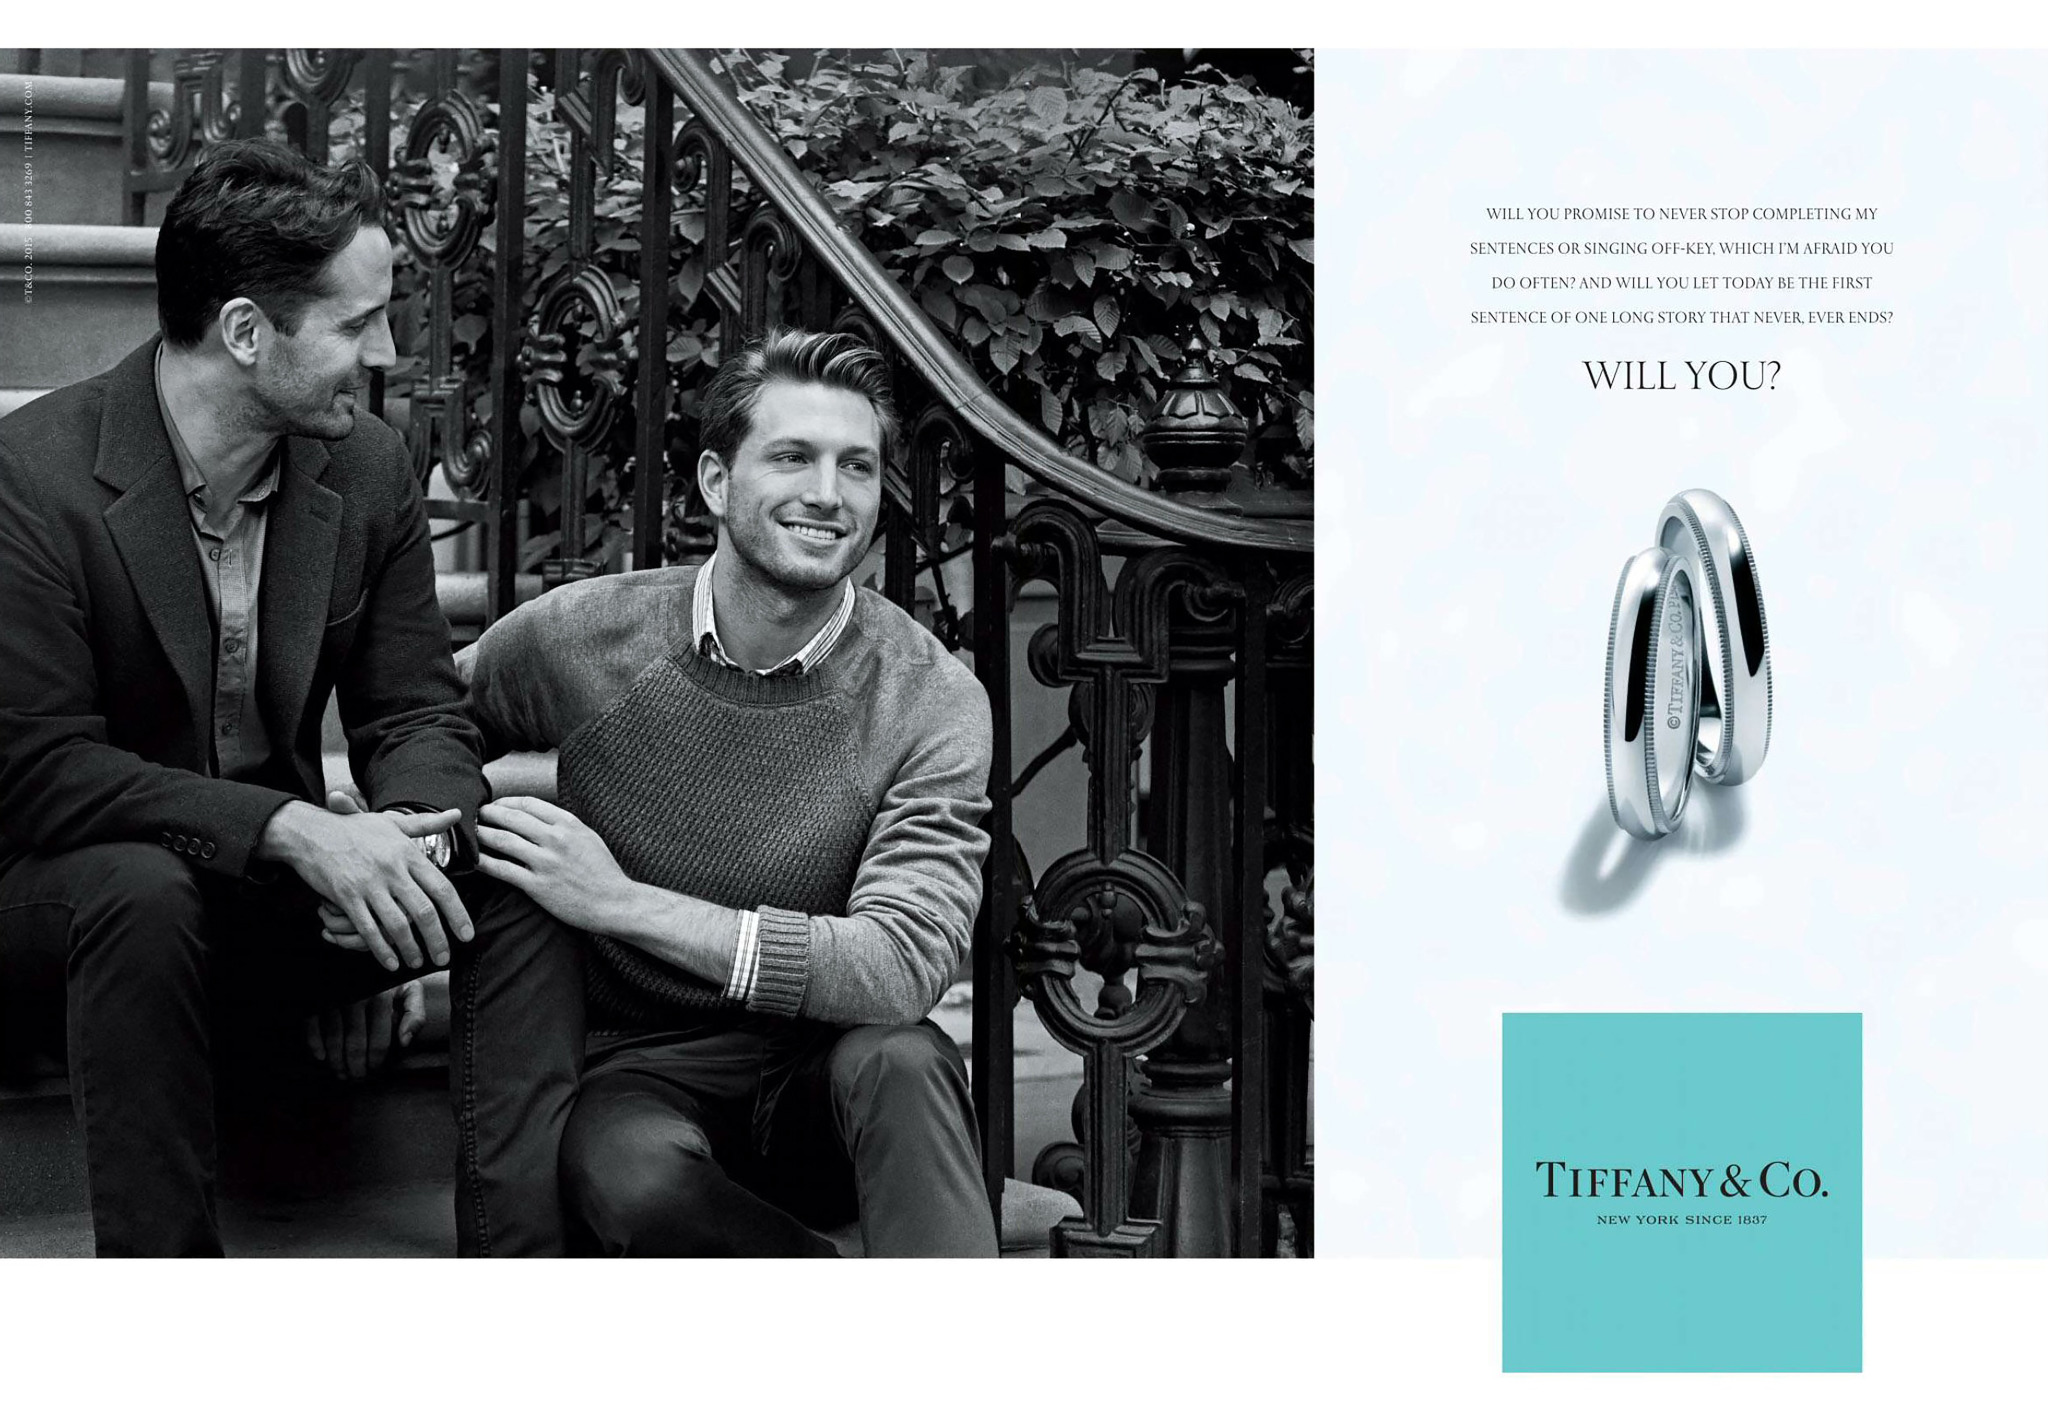 ©T&CO. 2015 800 843 3269 | TIFFANY.COM
WILL YOU PROMISE TO NEVER STOP COMPLETING MY
SENTENCES OR SINGING OFF-KEY, WHICH I'M AFRAID YOU
DO OFTEN? AND WILL YOU LET TODAY BE THE FIRST
SENTENCE OF ONE LONG STORY THAT NEVER, EVER ENDS?
WILL YOU?
©TIFFANY&CO.
TIFFANY & CO.
NEW YORK SINCE 1837